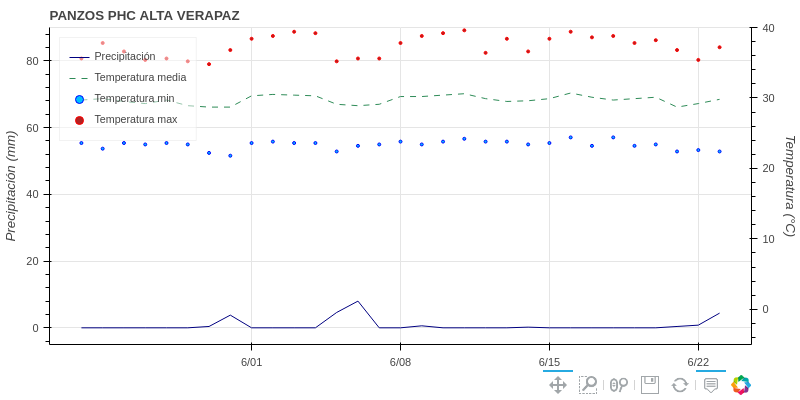 PANZOS PHC ALTA VERAPAZ
Precipitación
Temperatura media
Temperatura min
Temperatura max
Precipitación (mm)
80
60
40
20
0
Temperatura (°C)
40
30
20
10
0
6/01
6/08
6/15
6/22